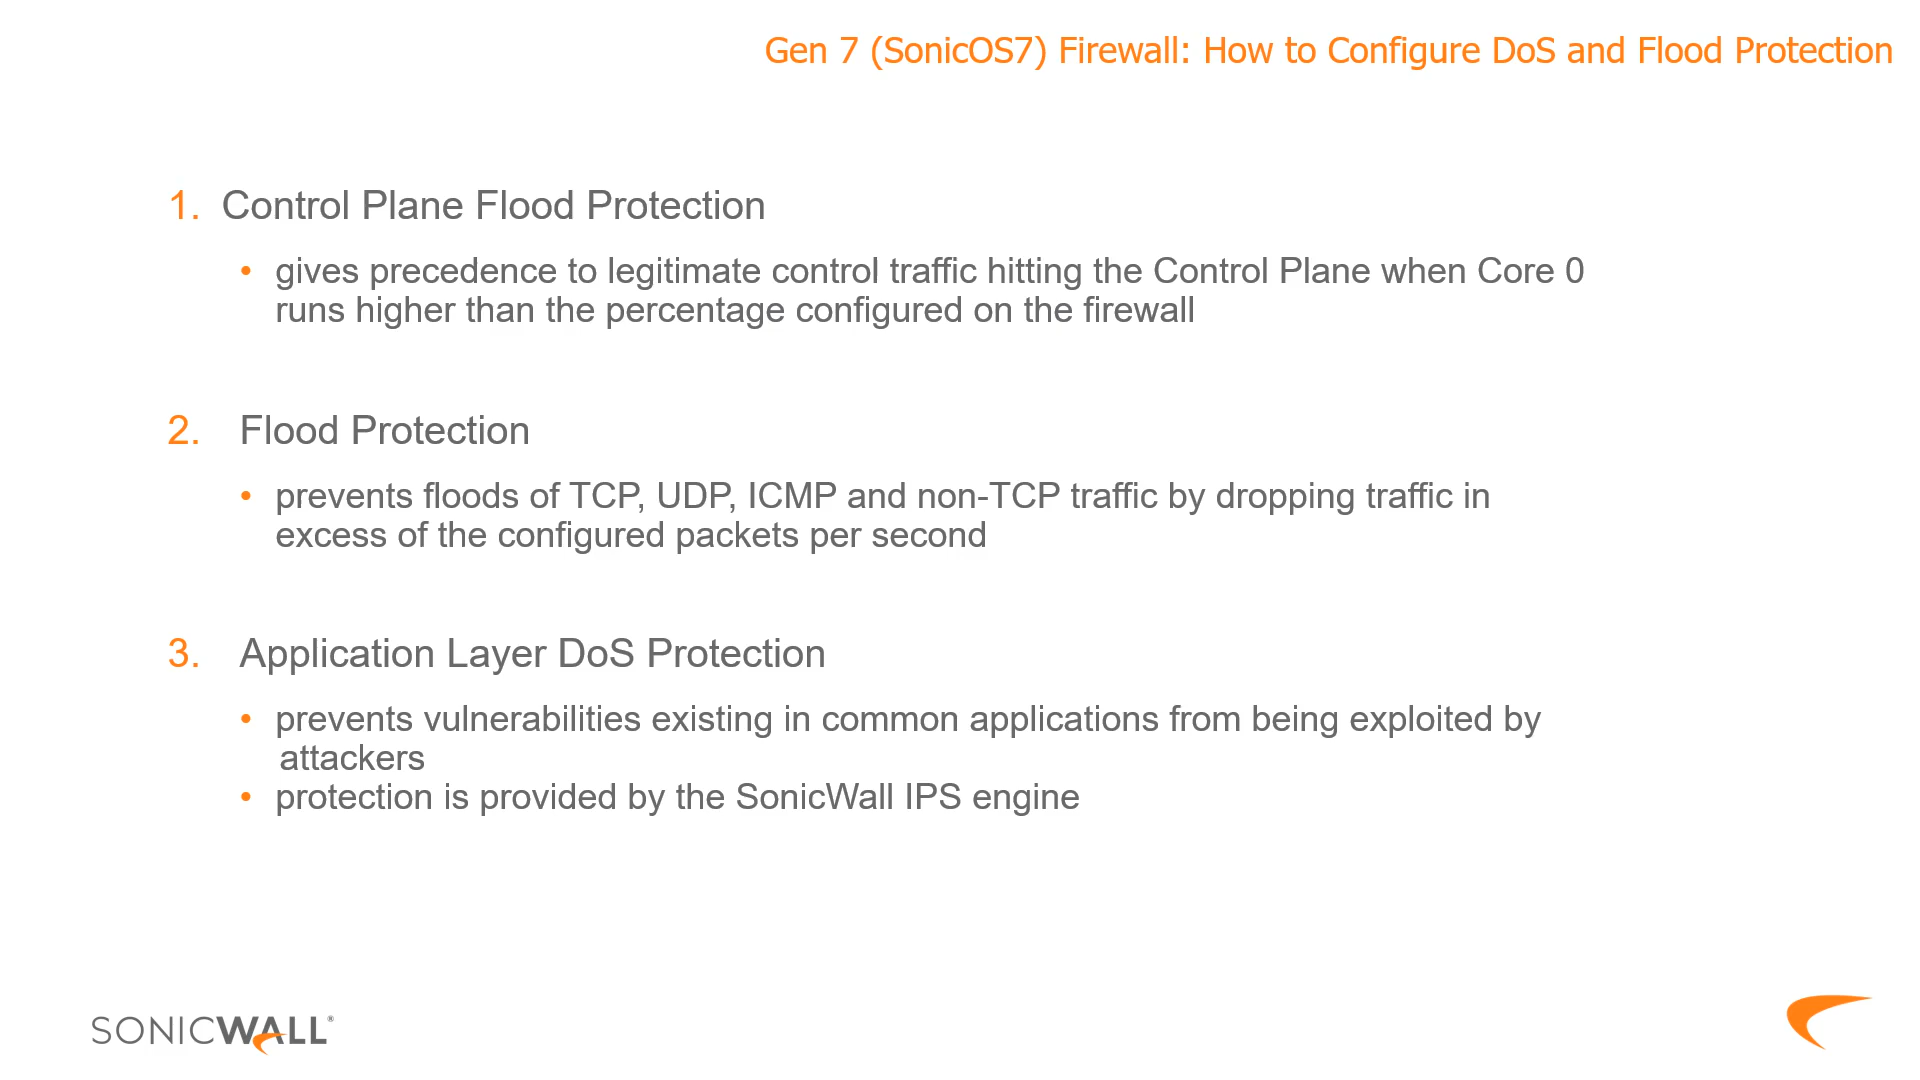 Gen 7 (SonicOS7) Firewall: How to Configure DoS and Flood Protection
1. Control Plane Flood Protection
• gives precedence to legitimate control traffic hitting the Control Plane when Core 0
runs higher than the percentage configured on the firewall
2. Flood Protection
• prevents floods of TCP, UDP, ICMP and non-TCP traffic by dropping traffic in
excess of the configured packets per second
3. Application Layer DoS Protection
• prevents vulnerabilities existing in common applications from being exploited by
attackers
• protection is provided by the SonicWall IPS engine
SONICWALL®